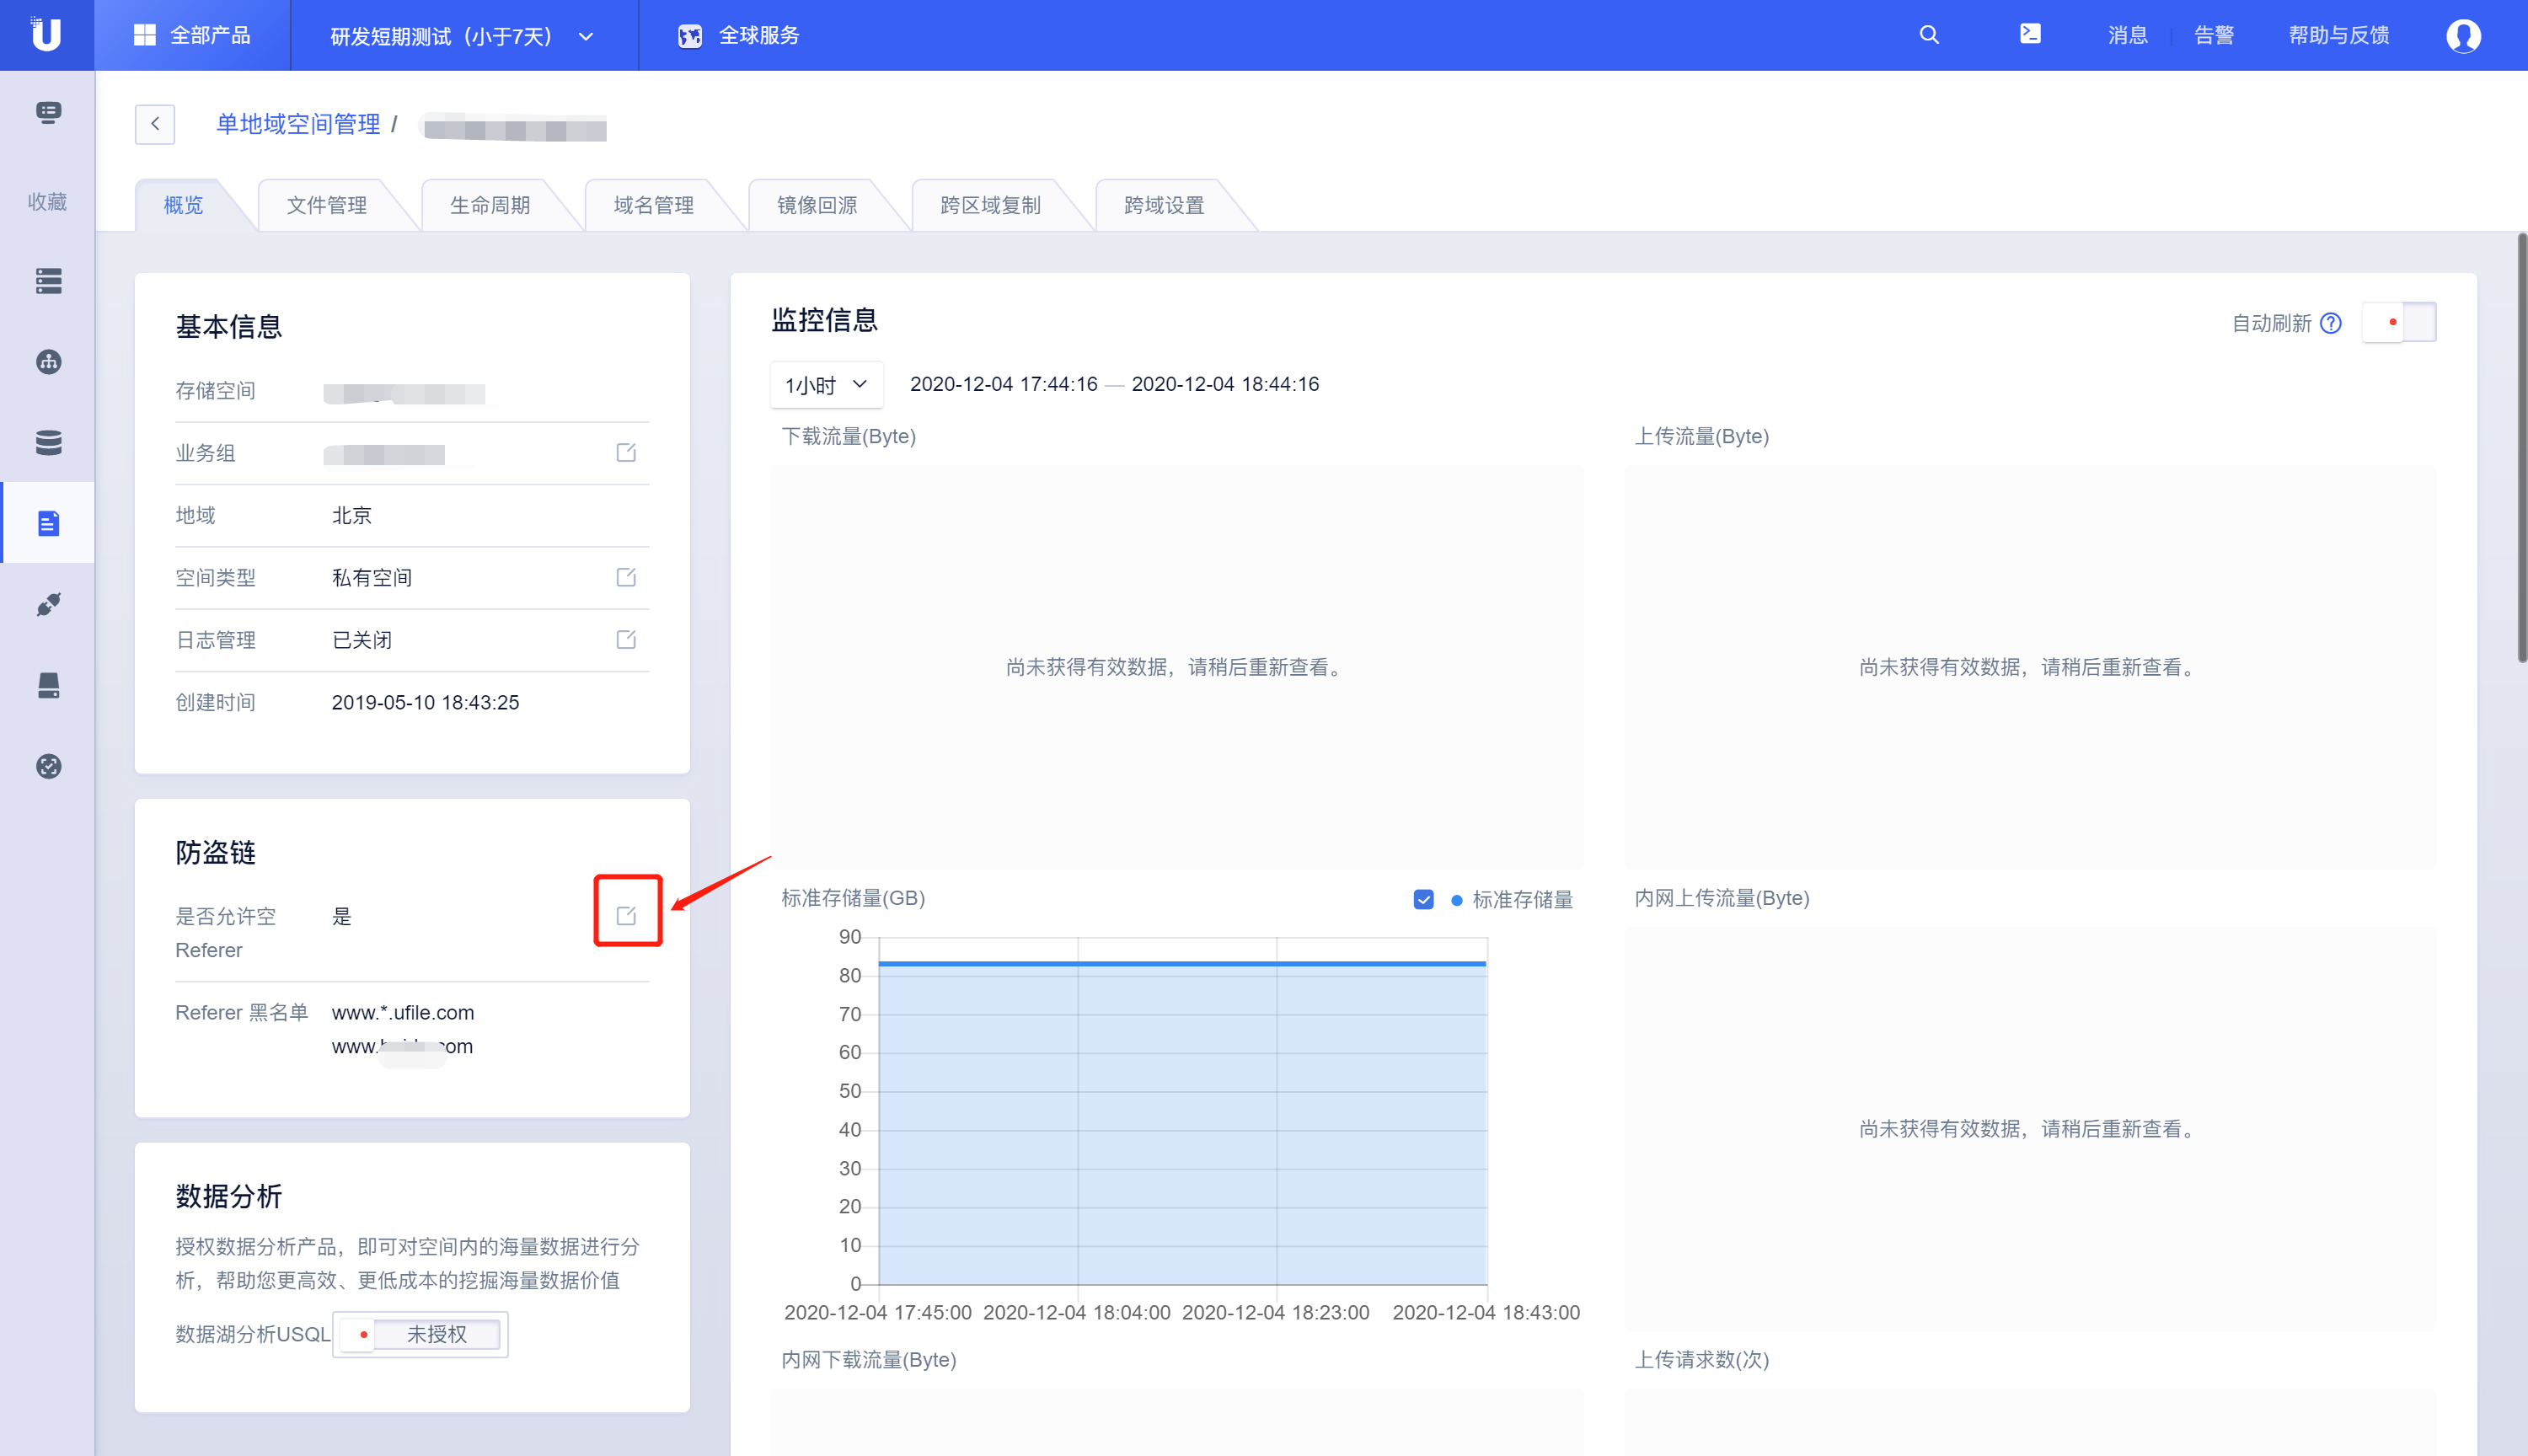 全部产品
研发短期测试（小于7天）
全球服务
消息
告警
帮助与反馈
收藏
单地域空间管理 /
概览
文件管理
生命周期
域名管理
镜像回源
跨区域复制
跨域设置
基本信息
存储空间
业务组
地域 北京
空间类型 私有空间
日志管理 已关闭
创建时间 2019-05-10 18:43:25
防盗链
是否允许空 是
Referer
Referer 黑名单 www.*.ufile.com
www.
数据分析
授权数据分析产品，即可对空间内的海量数据进行分
析，帮助您更高效、更低成本的挖掘海量数据价值
数据湖分析USQL 未授权
监控信息
自动刷新 ?
1小时
2020-12-04 17:44:16 — 2020-12-04 18:44:16
下载流量(Byte)
尚未获得有效数据，请稍后重新查看。
上传流量(Byte)
尚未获得有效数据，请稍后重新查看。
标准存储量(GB)
标准存储量
90
80
70
60
50
40
30
20
10
0
2020-12-04 17:45:00 2020-12-04 18:04:00 2020-12-04 18:23:00 2020-12-04 18:43:00
内网上传流量(Byte)
尚未获得有效数据，请稍后重新查看。
内网下载流量(Byte)
上传请求数(次)